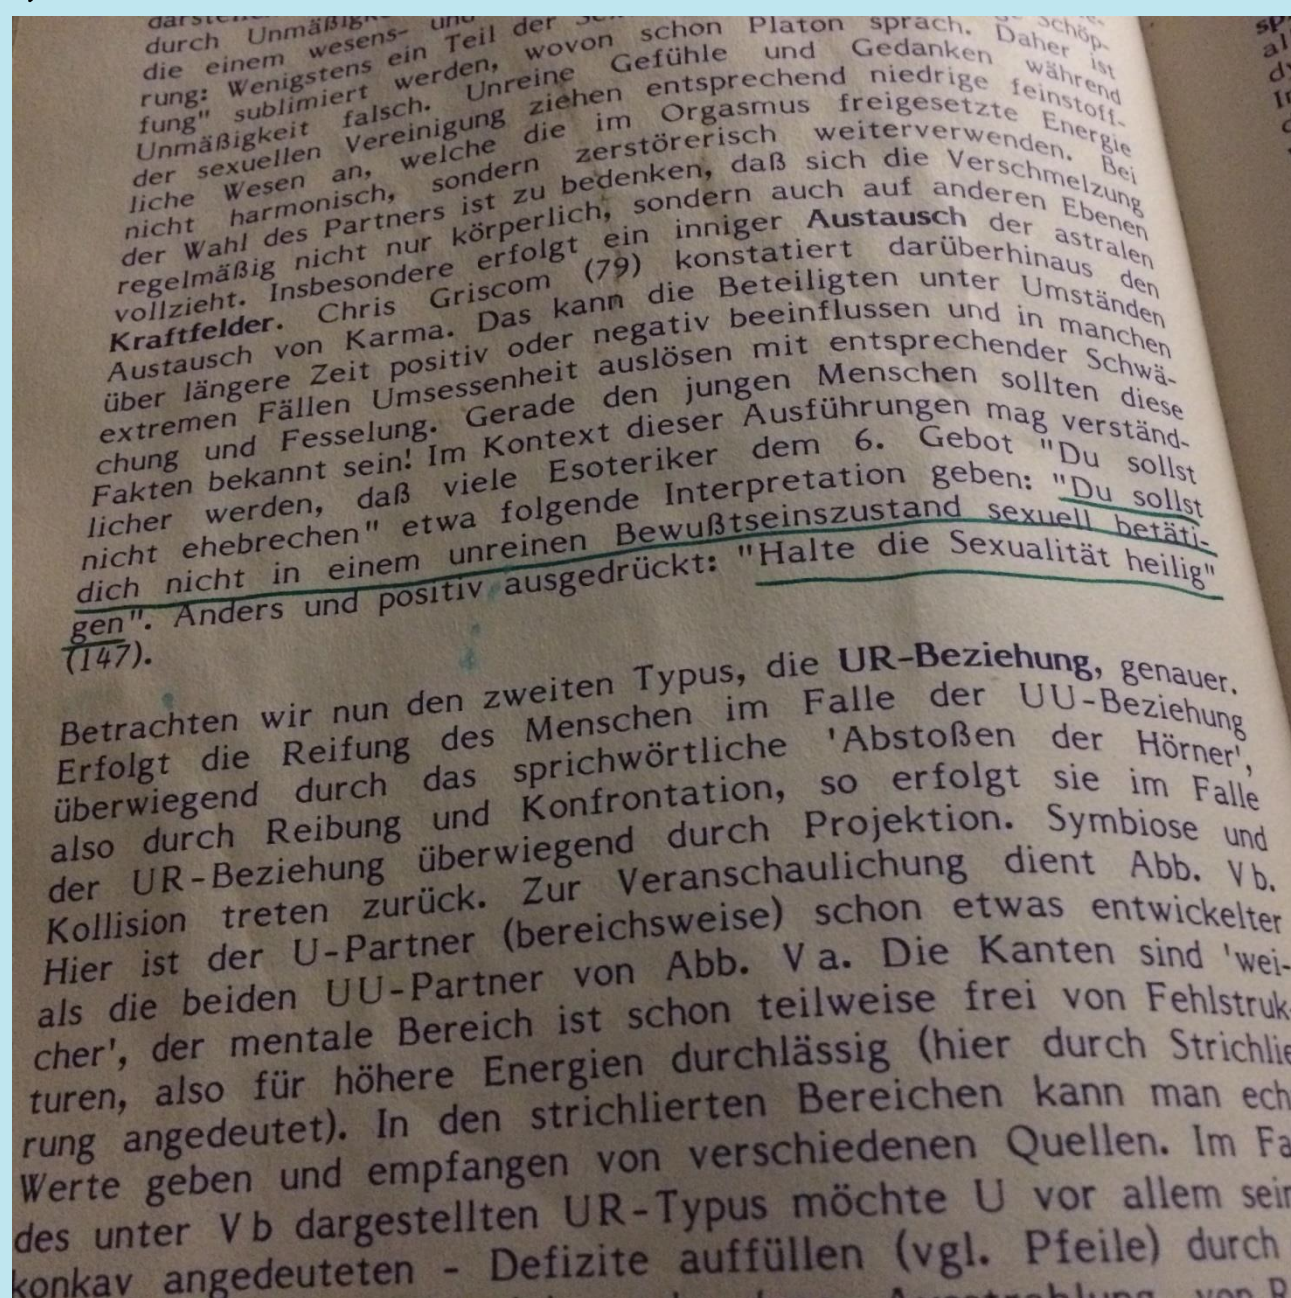 durch Unmäßigk
die einem wesens- und
rung: Wenigstens ein Teil der Schöp-
fung" sublimiert werden, wovon schon Platon sprach. Daher ist
Unmäßigkeit falsch. Unreine Gefühle und Gedanken während
der sexuellen Vereinigung ziehen entsprechend niedrige feinstoff-
liche Wesen an, welche die im Orgasmus freigesetzte Energie
nicht harmonisch, sondern zerstörerisch weiterverwenden. Bei
der Wahl des Partners ist zu bedenken, daß sich die Verschmelzung
regelmäßig nicht nur körperlich, sondern auch auf anderen Ebenen
vollzieht. Insbesondere erfolgt ein inniger Austausch der astralen
Kraftfelder. Chris Griscom (79) konstatiert darüberhinaus den
Austausch von Karma. Das kann die Beteiligten unter Umständen
über längere Zeit positiv oder negativ beeinflussen und in manchen
extremen Fällen Umsessenheit auslösen mit entsprechender Schwä-
chung und Fesselung. Gerade den jungen Menschen sollten diese
Fakten bekannt sein! Im Kontext dieser Ausführungen mag verständ-
licher werden, daß viele Esoteriker dem 6. Gebot "Du sollst
nicht ehebrechen" etwa folgende Interpretation geben: "Du sollst
dich nicht in einem unreinen Bewußtseinszustand sexuell betäti-
gen". Anders und positiv ausgedrückt: "Halte die Sexualität heilig"
(147).
Betrachten wir nun den zweiten Typus, die UR-Beziehung, genauer.
Erfolgt die Reifung des Menschen im Falle der UU-Beziehung
überwiegend durch das sprichwörtliche 'Abstoßen der Hörner',
also durch Reibung und Konfrontation, so erfolgt sie im Falle
der UR-Beziehung überwiegend durch Projektion. Symbiose und
Kollision treten zurück. Zur Veranschaulichung dient Abb. V b.
Hier ist der U-Partner (bereichsweise) schon etwas entwickelter
als die beiden UU-Partner von Abb. V a. Die Kanten sind 'wei-
cher', der mentale Bereich ist schon teilweise frei von Fehlstruk-
turen, also für höhere Energien durchlässig (hier durch Strichlie
rung angedeutet). In den strichlierten Bereichen kann man ech
Werte geben und empfangen von verschiedenen Quellen. Im Fa
des unter V b dargestellten UR-Typus möchte U vor allem sein
konkav angedeuteten - Defizite auffüllen (vgl. Pfeile) durch